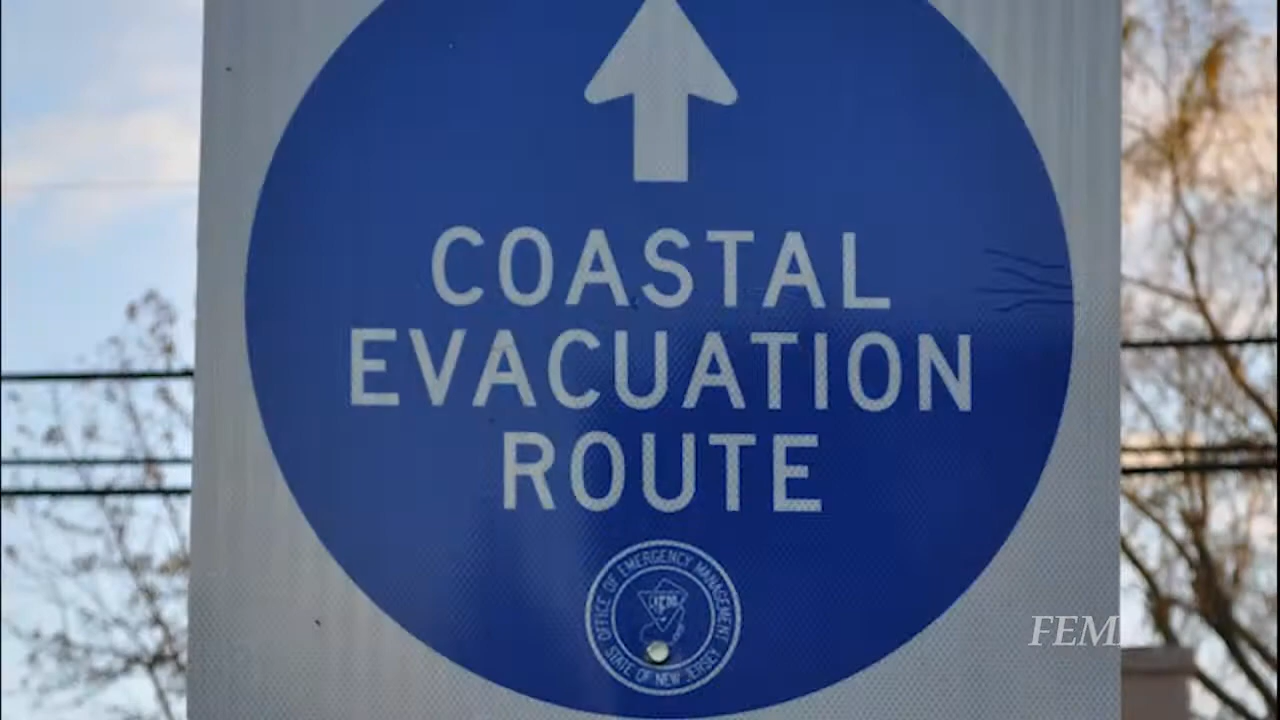 COASTAL
EVACUATION
ROUTE
OFFICE OF EMERGENCY MANAGEMENT
STATE OF NEW JERSEY
FEM